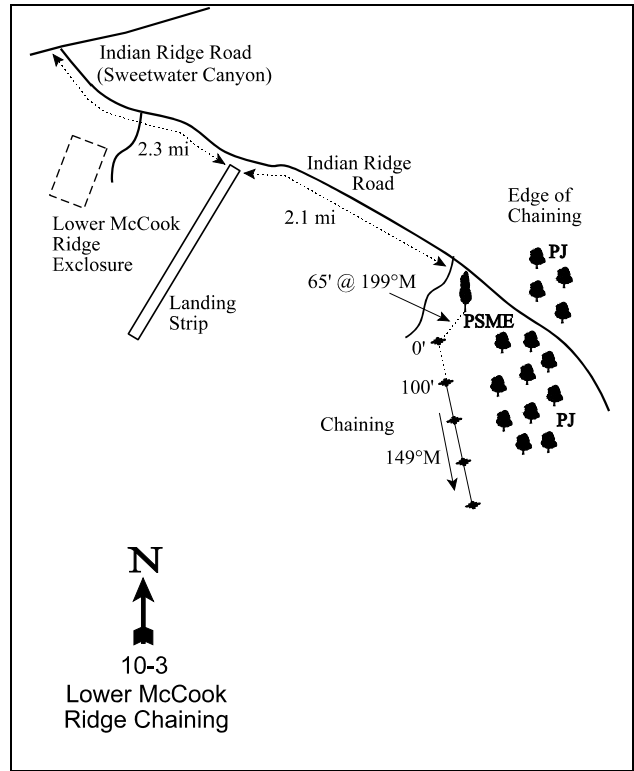 Indian Ridge Road
(Sweetwater Canyon)
2.3 mi
Indian Ridge
Road
Edge of
Chaining
Lower McCook
Ridge
Exclosure
2.1 mi
PJ
65' @ 199°M
Landing
Strip
PSME
0'
100'
Chaining
PJ
149°M
N
10-3
Lower McCook
Ridge Chaining